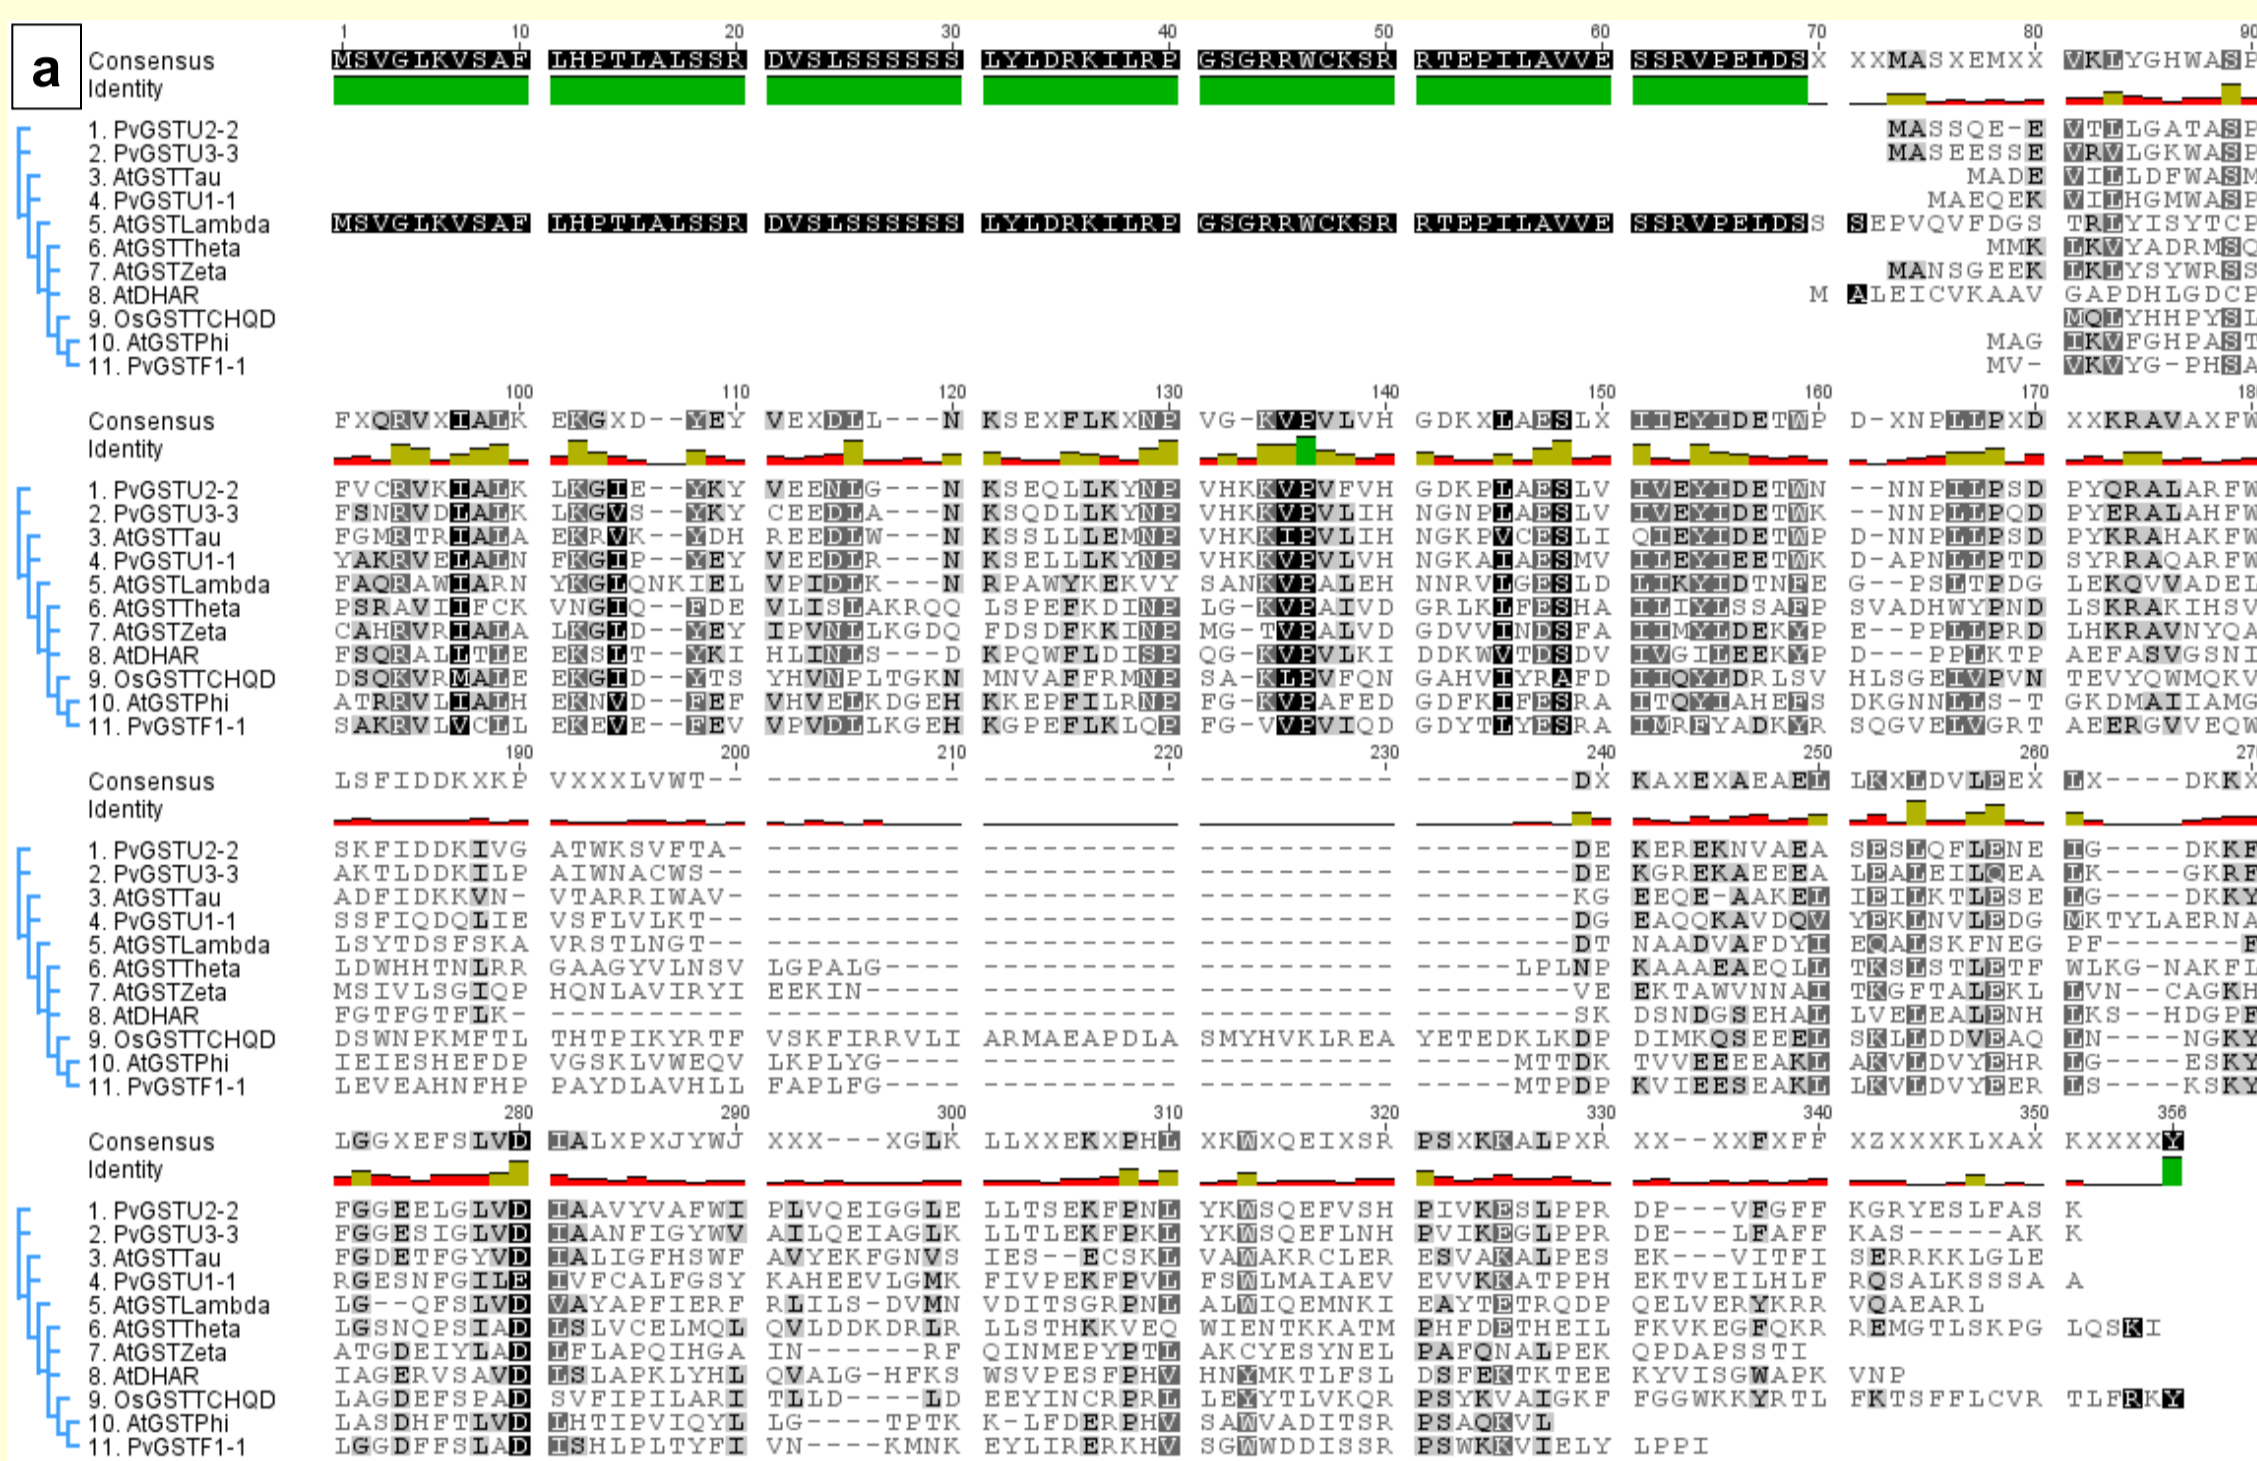 a
1 10 20 30 40 50 60 70 80 90
Consensus MSVGLKVSAF LHPTLALSSR DVSLSSSSSS LYLDRKILRP GSGRRWCKSR RTEPILAVVE SSRVPELDSX XXMASXEMXX VKLYGHWASP
Identity
1. PvGSTU2-2 MASSQE-E VTLLGATASP
2. PvGSTU3-3 MASEESSE VRVLGKWASP
3. AtGSTTau MADE VILLDFWASM
4. PvGSTU1-1 MAEQEK VILHGMWASP
5. AtGSTLambda MSVGLKVSAF LHPTLALSSR DVSLSSSSSS LYLDRKILRP GSGRRWCKSR RTEPILAVVE SSRVPELDSS SEPVQVFDGS TRLYISYTCP
6. AtGSTTheta MMK LKVYADRMSQ
7. AtGSTZeta MANSGEEK LKLYSYWRSS
8. AtDHAR M ALEICVKAAV GAPDHLGDCP
9. OsGSTTCHQD MQLYHHPYSL
10. AtGSTPhi MAG IKVFGHPAST
11. PvGSTF1-1 MV- VKVYG-PHSA
100 110 120 130 140 150 160 170 180
Consensus FXQRVXIALK EKGXD--YEY VEXDLL---N KSEXFLKXNP VG-KVPVLVH GDKXLAESLX IIEYIDETWP D-XNPLLPXD XXKRAVAXFW
Identity
1. PvGSTU2-2 FVCRVKIALK LKGIE--YKY VEENLG---N KSEQLLKYNP VHKKVPVFVH GDKPLAESLV IVEYIDETWN --NNPILPSD PYQRALARFW
2. PvGSTU3-3 FSNRVDLALK LKGVS--YKY CEEDLA---N KSQDLLKYNP VHKKVPVLIH NGNPLAESLV IVEYIDETWK --NNPLLPQD PYERALAHFW
3. AtGSTTau FGMRTRIALA EKRVK--YDH REEDLW---N KSSLLLEMNP VHKKIPVLIH NGKPVCESLI QIEYIDETWP D-NNPLLPSD PYKRAHAKFW
4. PvGSTU1-1 YAKRVELALN FKGIP--YEY VEEDLR---N KSELLLKYNP VHKKVPVLVH NGKAIAESMV ILEYIEETWK D-APNLLPTD SYRRAQARFW
5. AtGSTLambda FAQRAWIARN YKGLQNKIEL VPIDLK---N RPAWYKEKVY SANKVPALEH NNRVLGESLD LIKYIDTNFE G--PSLTPDG LEKQVVADEL
6. AtGSTTheta PSRAVIIFCK VNGIQ--FDE VLISLAKRQQ LSPEFKDINP LG-KVPAIVD GRLKLFESHA ILIYLSSAFP SVADHWYPND LSKRAKIHSV
7. AtGSTZeta CAHRVRIALA LKGLD--YEY IPVNLLKGDQ FDSDFKKINP MG-TVPALVD GDVVINDSFA IIMYLDEKYP E--PPLLPRD LHKRAVNYQA
8. AtDHAR FSQRALLTLE EKSLT--YKI HLINLS---D KPQWFLDISP QG-KVPVLKI DDKWVTDSDV IVGILEEKYP D---PPLKTP AEFASVGSNI
9. OsGSTTCHQD DSQKVRMALE EKGID--YTS YHVNPLTGKN MNVAFFRMNP SA-KLPVFQN GAHVIYRAFD IIQYLDRLSV HLSGEIVPVN TEVYQWMQKV
10. AtGSTPhi ATRRVLIALH EKNVD--FEF VHVELKDGEH KKEPFILRNP FG-KVPAFED GDFKIFESRA ITQYIAHEFS DKGNNLLS-T GKDMAIIAMG
11. PvGSTF1-1 SAKRVLVCLL EKEVE--FEV VPVDLLKGEH KGPEFLKLQP FG-VVPVIQD GDYTLYESRA IMRFYADKYR SQGVELVGRT AEERGVVEQW
190 200 210 220 230 240 250 260 270
Consensus LSFIDDKXKP VXXXLVWT-- ---------- ---------- ---------- --------DX KAXEXAEAEL LKXLDVLEEX LX----DKKX
Identity
1. PvGSTU2-2 SKFIDDKIVG ATWKSVFTA- ---------- ---------- ---------- --------DE KEREKNVAEA SESLQFLENE IG----DKKF
2. PvGSTU3-3 AKTLDDKILP AIWNACWS-- ---------- ---------- ---------- --------DE KGREKAEEEA LEALEILQEA LK----GKRF
3. AtGSTTau ADFIDKKVN- VTARRIWAV- ---------- ---------- ---------- --------KG EEQE-AAKEL IEILKTLESE LG----DKKY
4. PvGSTU1-1 SSFIQDQLIE VSFLVLKT-- ---------- ---------- ---------- --------DG EAQQKAVDQV YEKLNVLEDG MKTYLAERNA
5. AtGSTLambda LSYTDSFSKA VRSTLNGT-- ---------- ---------- ---------- --------DT NAADVAFDYI EQALSKFNEG PF-------F
6. AtGSTTheta LDWHHTNLRR GAAGYVLNSV LGPALG---- ---------- ---------- -----LPLNP KAAAEAEQLL TKSLSTLETF WLKG-NAKFL
7. AtGSTZeta MSIVLSGIQP HQNLAVIRYI EEKIN----- ---------- ---------- --------VE EKTAWVNNAI TKGFTALEKL LVN--CAGKH
8. AtDHAR FGTFGTFLK- ---------- ---------- ---------- ---------- --------SK DSNDGSEHAL LVELEALENH LKS--HDGPF
9. OsGSTTCHQD DSWNPKMFTL THTPIKYRTF VSKFIRRVLI ARMAEAPDLA SMYHVKLREA YETEDKLKDP DIMKQSEEEL SKLLDDVEAQ LN----NGKY
10. AtGSTPhi IEIESHEFDP VGSKLVWEQV LKPLYG---- ---------- ---------- -----MTTDK TVVEEEEAKL AKVLDVYEHR LG----ESKY
11. PvGSTF1-1 LEVEAHNFHP PAYDLAVHLL FAPLFG---- ---------- ---------- -----MTPDP KVIEESEAKL LKVLDVYEER LS----KSKY
280 290 300 310 320 330 340 350 356
Consensus LGGXEFSLVD IALXPXJYWJ XXX---XGLK LLXXEKXPHL XKWXQEIXSR PSXKKALPXR XX--XXFXFF XZXXXKLXAX KXXXXY
Identity
1. PvGSTU2-2 FGGEELGLVD IAAVYVAFWI PLVQEIGGLE LLTSEKFPNL YKWSQEFVSH PIVKESLPPR DP---VFGFF KGRYESLFAS K
2. PvGSTU3-3 FGGESIGLVD IAANFIGYWV AILQEIAGLK LLTLEKFPKL YKWSQEFLNH PVIKEGLPPR DE---LFAFF KAS-----AK K
3. AtGSTTau FGDETFGYVD IALIGFHSWF AVYEKFGNVS IES--ECSKL VAWAKRCLER ESVAKALPES EK---VITFI SERRKKLGLE
4. PvGSTU1-1 RGESNFGILE IVFCALFGSY KAHEEVLGMK FIVPEKFPVL FSWLMAIAEV EVVKKATPPH EKTVEILHLF RQSALKSSSA A
5. AtGSTLambda LG--QFSLVD VAYAPFIERF RLILS-DVMN VDITSGRPNL ALWIQEMNKI EAYTETRQDP QELVERYKRR VQAEARL
6. AtGSTTheta LGSNQPSIAD LSLVCELMQL QVLDDKDRLR LLSTHKKVEQ WIENTKKATM PHFDETHEIL FKVKEGFQKR REMGTLSKPG LQSKI
7. AtGSTZeta ATGDEIYLAD LFLAPQIHGA IN------RF QINMEPYPTL AKCYESYNEL PAFQNALPEK QPDAPSSTI
8. AtDHAR IAGERVSAVD LSLAPKLYHL QVALG-HFKS WSVPESFPHV HNYMKTLFSL DSFEKTKTEE KYVISGWAPK VNP
9. OsGSTTCHQD LAGDEFSPAD SVFIPILARI TLLD----LD EEYINCRPRL LEYYTLVKQR PSYKVAIGKF FGGWKKYRTL FKTSFFLCVR TLFRKY
10. AtGSTPhi LASDHFTLVD LHTIPVIQYL LG----TPTK K-LFDERPHV SAWVADITSR PSAQKVL
11. PvGSTF1-1 LGGDFFSLAD ISHLPLTYFI VN----KMNK EYLIRERKHV SGWWDDISSR PSWKKVIELY LPPI